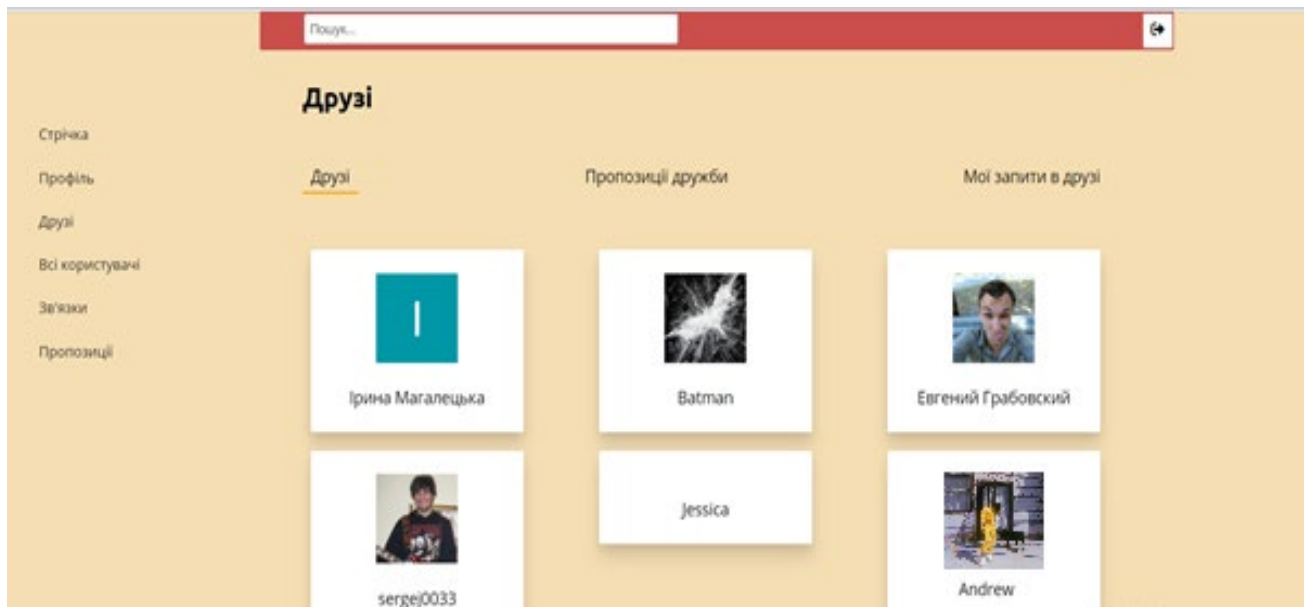 Пошук...
Друзі
Стрічка
Профіль
Друзі
Всі користувачі
Зв'язки
Пропозиції
Друзі
Пропозиції дружби
Мої запити в друзі
I
Ірина Магалецька
Batman
Евгений Грабовский
sergej0033
Jessica
Andrew